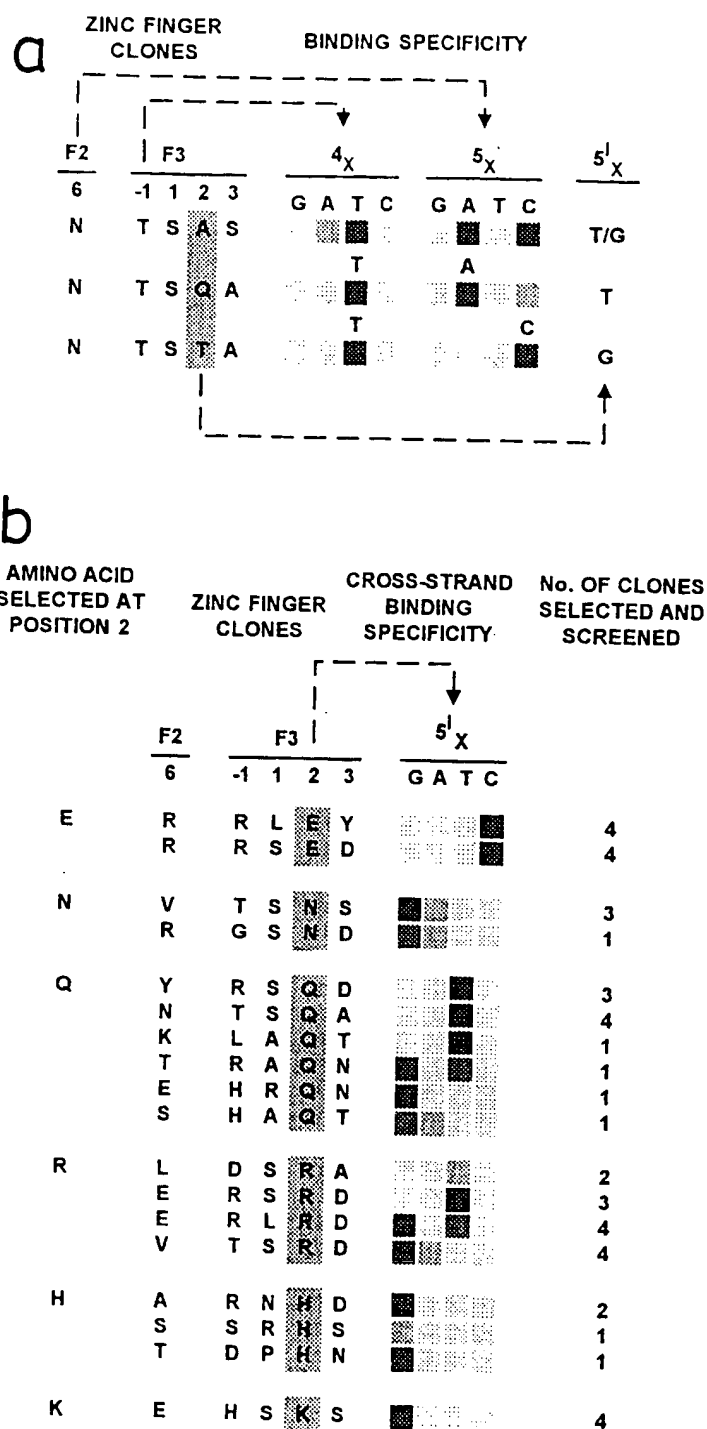 a
ZINC FINGER CLONES
BINDING SPECIFICITY
F2 F3 4X 5X 5'X
6 -1 1 2 3
G A T C G A T C
N T S A S T/G
T A
N T S Q A T
T C
N T S T A G
b
AMINO ACID SELECTED AT POSITION 2
ZINC FINGER CLONES
CROSS-STRAND BINDING SPECIFICITY
No. OF CLONES SELECTED AND SCREENED
F2 F3 5'X
6 -1 1 2 3 G A T C
E R R L E Y 4
R R S E D 4
N V T S N S 3
R G S N D 1
Q Y R S Q D 3
N T S Q A 4
K L A Q T 1
T R A Q N 1
E H R Q N 1
S H A Q T 1
R L D S R A 2
E R S R D 3
E R L R D 4
V T S R D 4
H A R N H D 2
S S R H S 1
T D P H N 1
K E H S K S 4